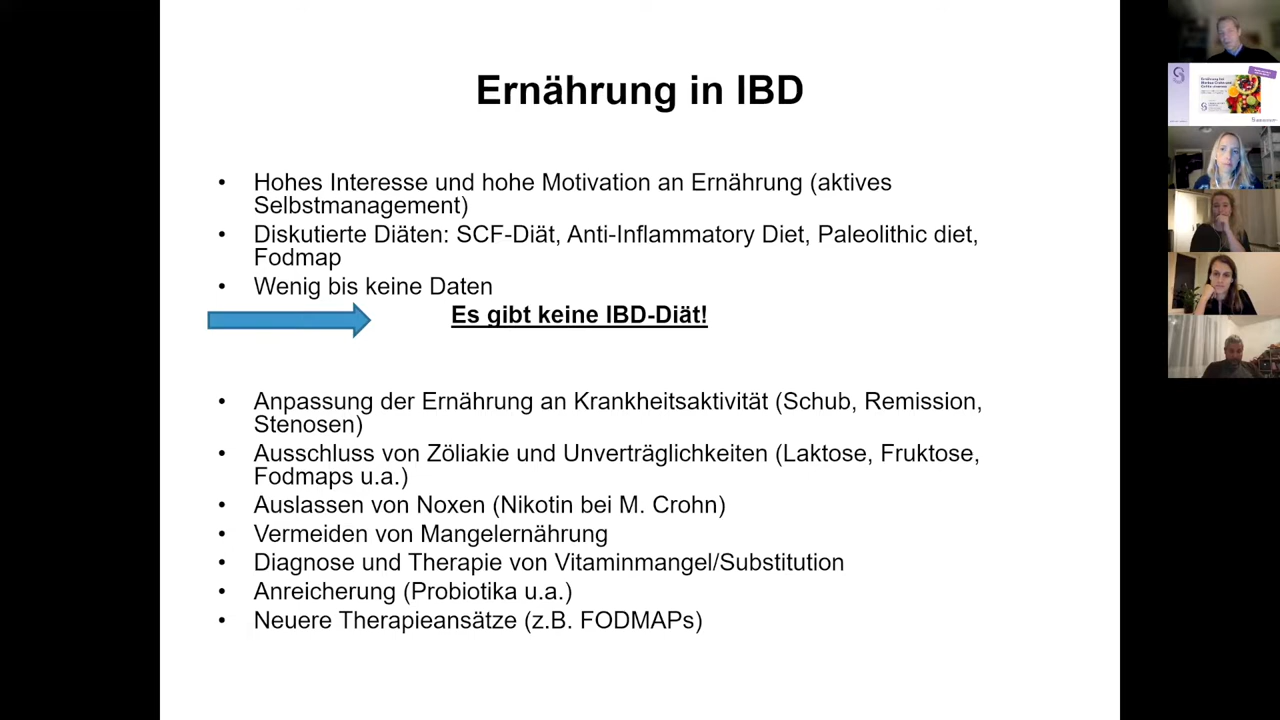 Ernährung in IBD
• Hohes Interesse und hohe Motivation an Ernährung (aktives
Selbstmanagement)
• Diskutierte Diäten: SCF-Diät, Anti-Inflammatory Diet, Paleolithic diet,
Fodmap
• Wenig bis keine Daten
Es gibt keine IBD-Diät!
• Anpassung der Ernährung an Krankheitsaktivität (Schub, Remission,
Stenosen)
• Ausschluss von Zöliakie und Unverträglichkeiten (Laktose, Fruktose,
Fodmaps u.a.)
• Auslassen von Noxen (Nikotin bei M. Crohn)
• Vermeiden von Mangelernährung
• Diagnose und Therapie von Vitaminmangel/Substitution
• Anreicherung (Probiotika u.a.)
• Neuere Therapieansätze (z.B. FODMAPs)